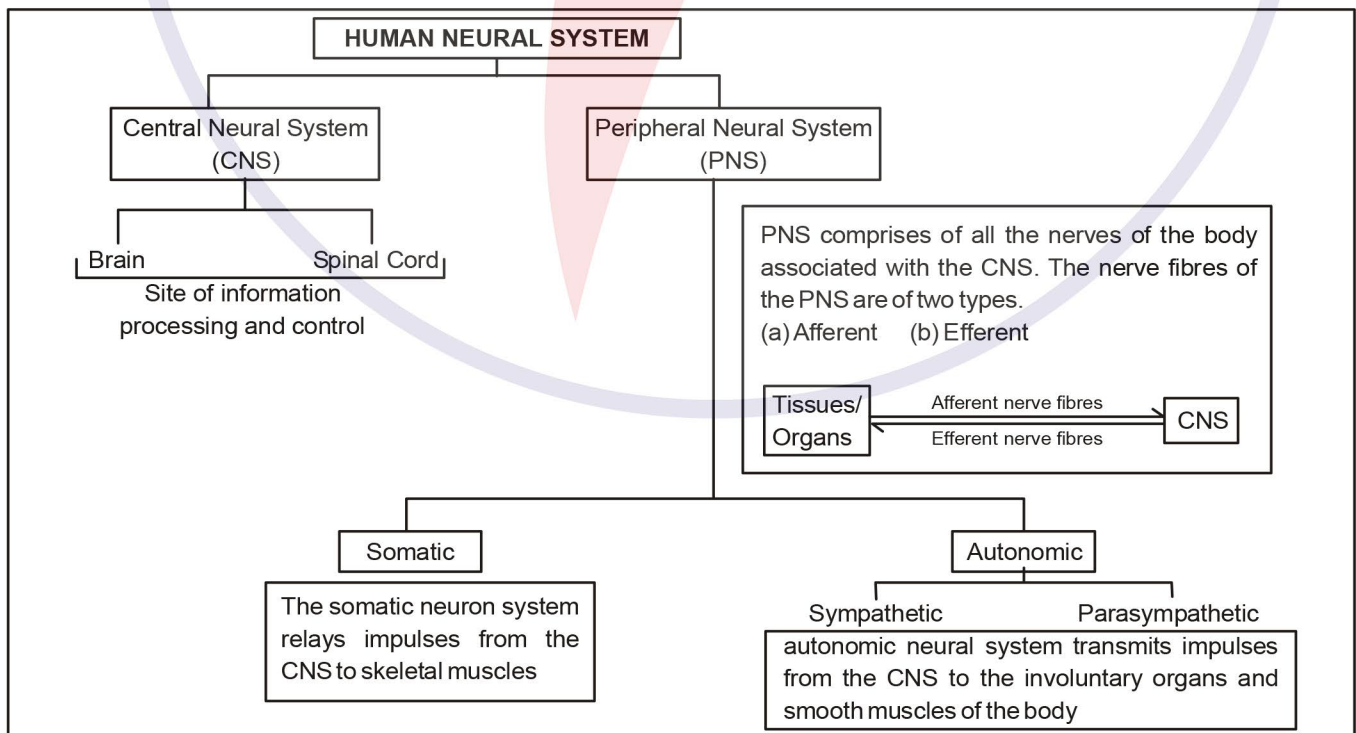 HUMAN NEURAL SYSTEM
Central Neural System
(CNS)
Peripheral Neural System
(PNS)
Brain
Spinal Cord
Site of information
processing and control
PNS comprises of all the nerves of the body
associated with the CNS. The nerve fibres of
the PNS are of two types.
(a) Afferent (b) Efferent
Tissues/
Organs
Afferent nerve fibres
Efferent nerve fibres
CNS
Somatic
The somatic neuron system
relays impulses from the
CNS to skeletal muscles
Autonomic
Sympathetic
Parasympathetic
autonomic neural system transmits impulses
from the CNS to the involuntary organs and
smooth muscles of the body